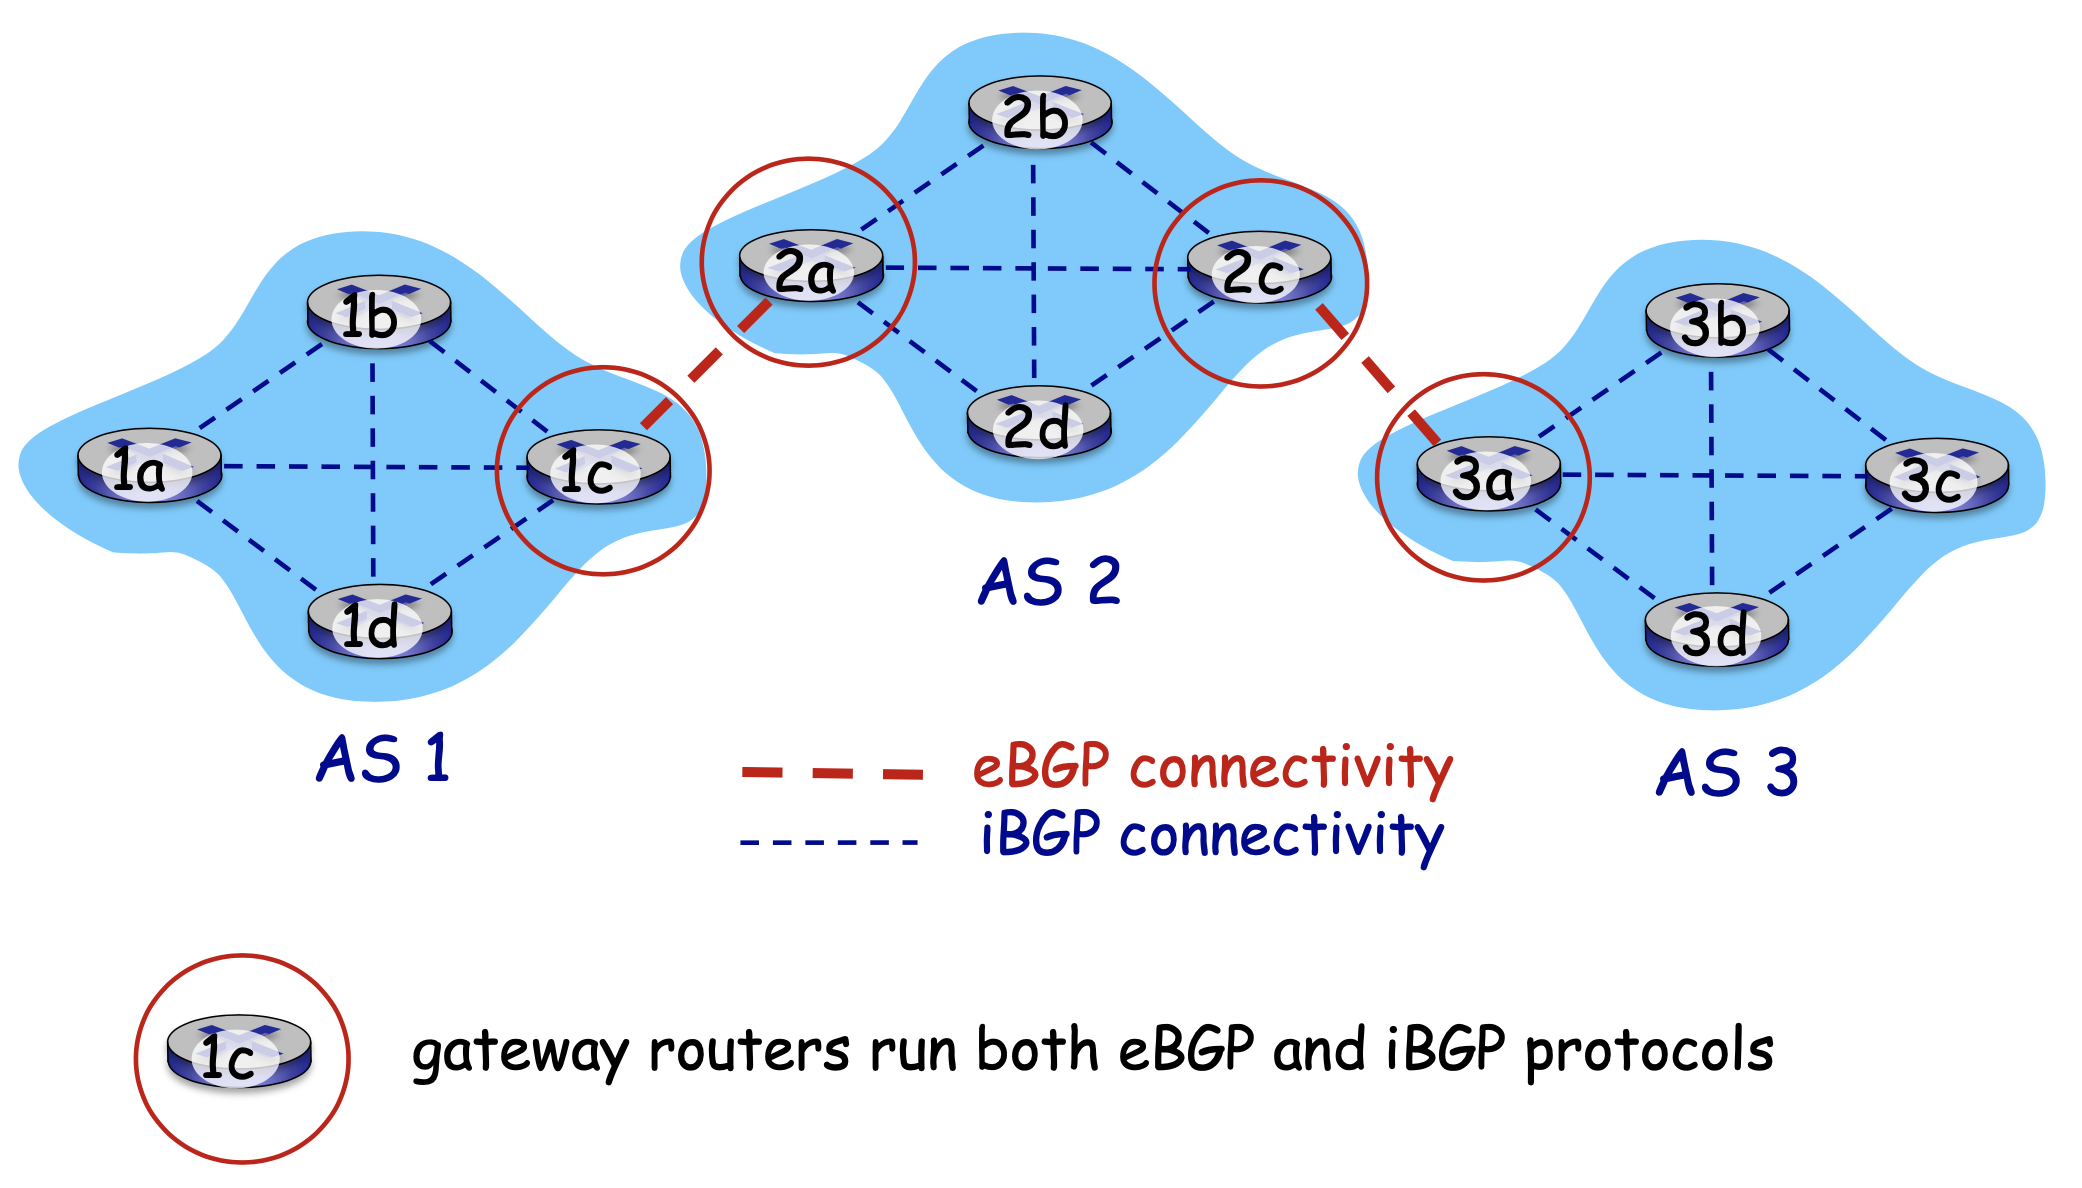 2b
2a
2c
1b
3b
1a
1c
2d
3a
3c
1d
3d
AS 2
AS 1
AS 3
eBGP connectivity
iBGP connectivity
1c
gateway routers run both eBGP and iBGP protocols